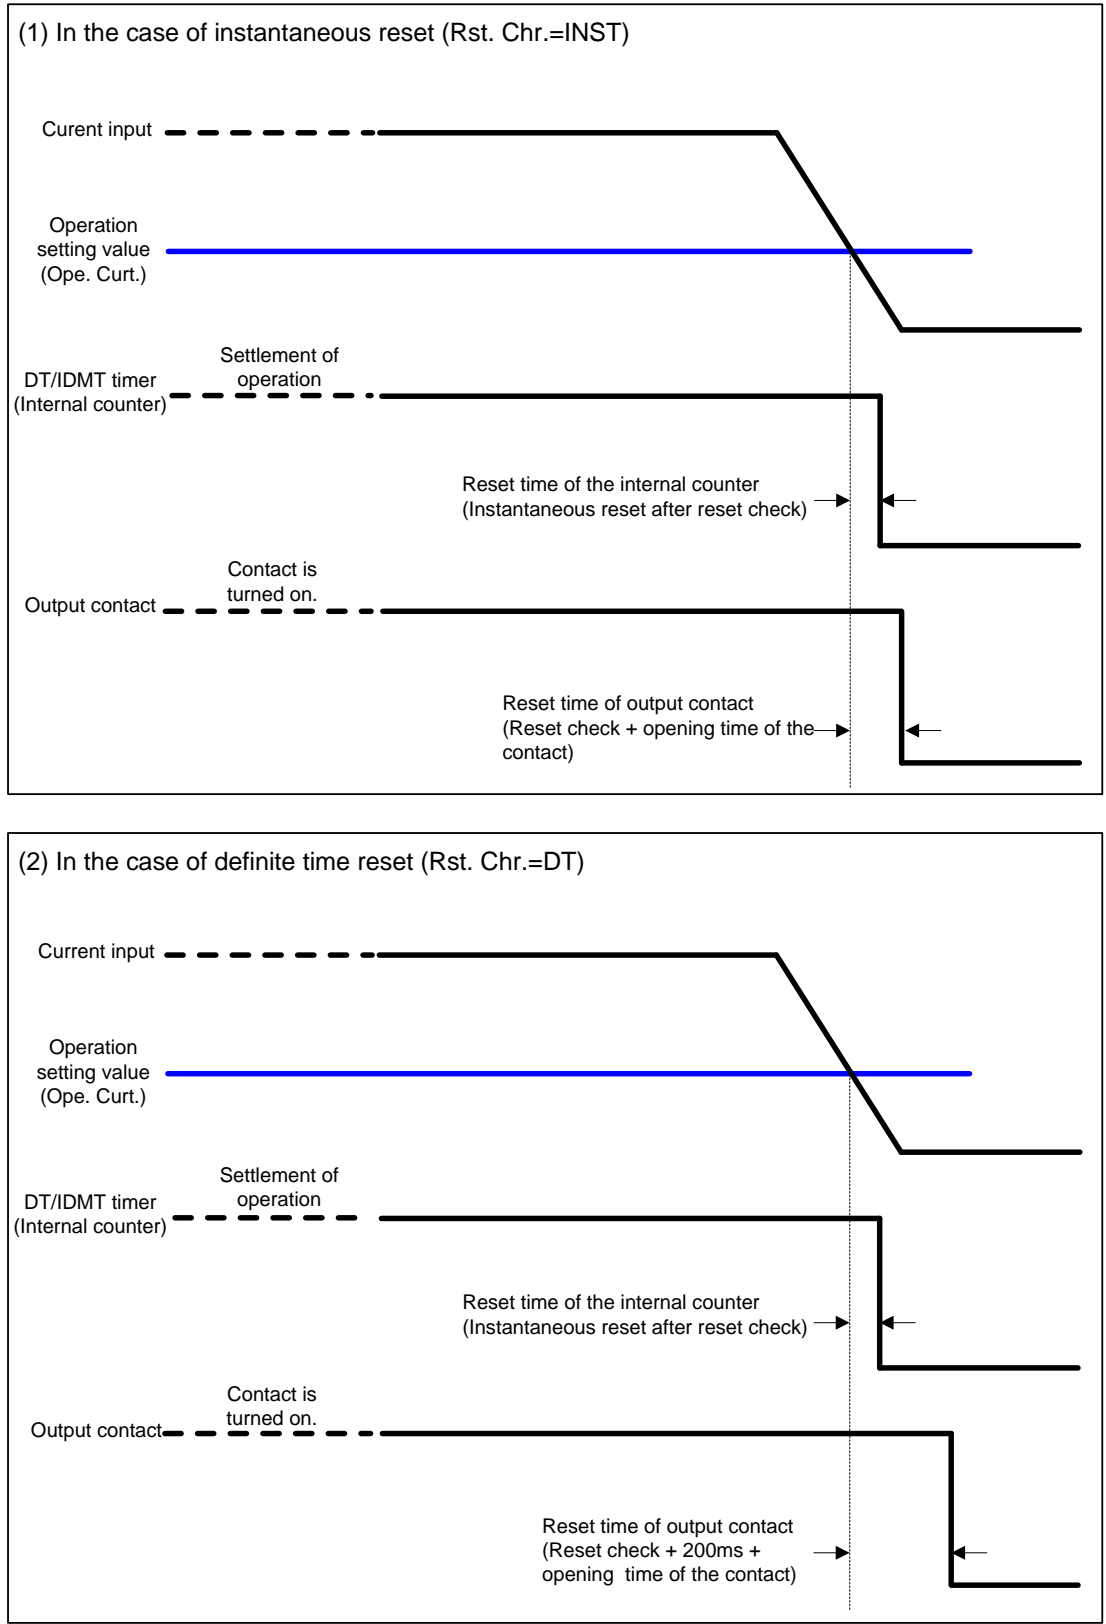 (1) In the case of instantaneous reset (Rst. Chr.=INST)
Curent input
Operation
setting value
(Ope. Curt.)
Settlement of
operation
DT/IDMT timer
(Internal counter)
Reset time of the internal counter
(Instantaneous reset after reset check)
Contact is
turned on.
Output contact
Reset time of output contact
(Reset check + opening time of the
contact)
(2) In the case of definite time reset (Rst. Chr.=DT)
Current input
Operation
setting value
(Ope. Curt.)
Settlement of
operation
DT/IDMT timer
(Internal counter)
Reset time of the internal counter
(Instantaneous reset after reset check)
Contact is
turned on.
Output contact
Reset time of output contact
(Reset check + 200ms +
opening time of the contact)